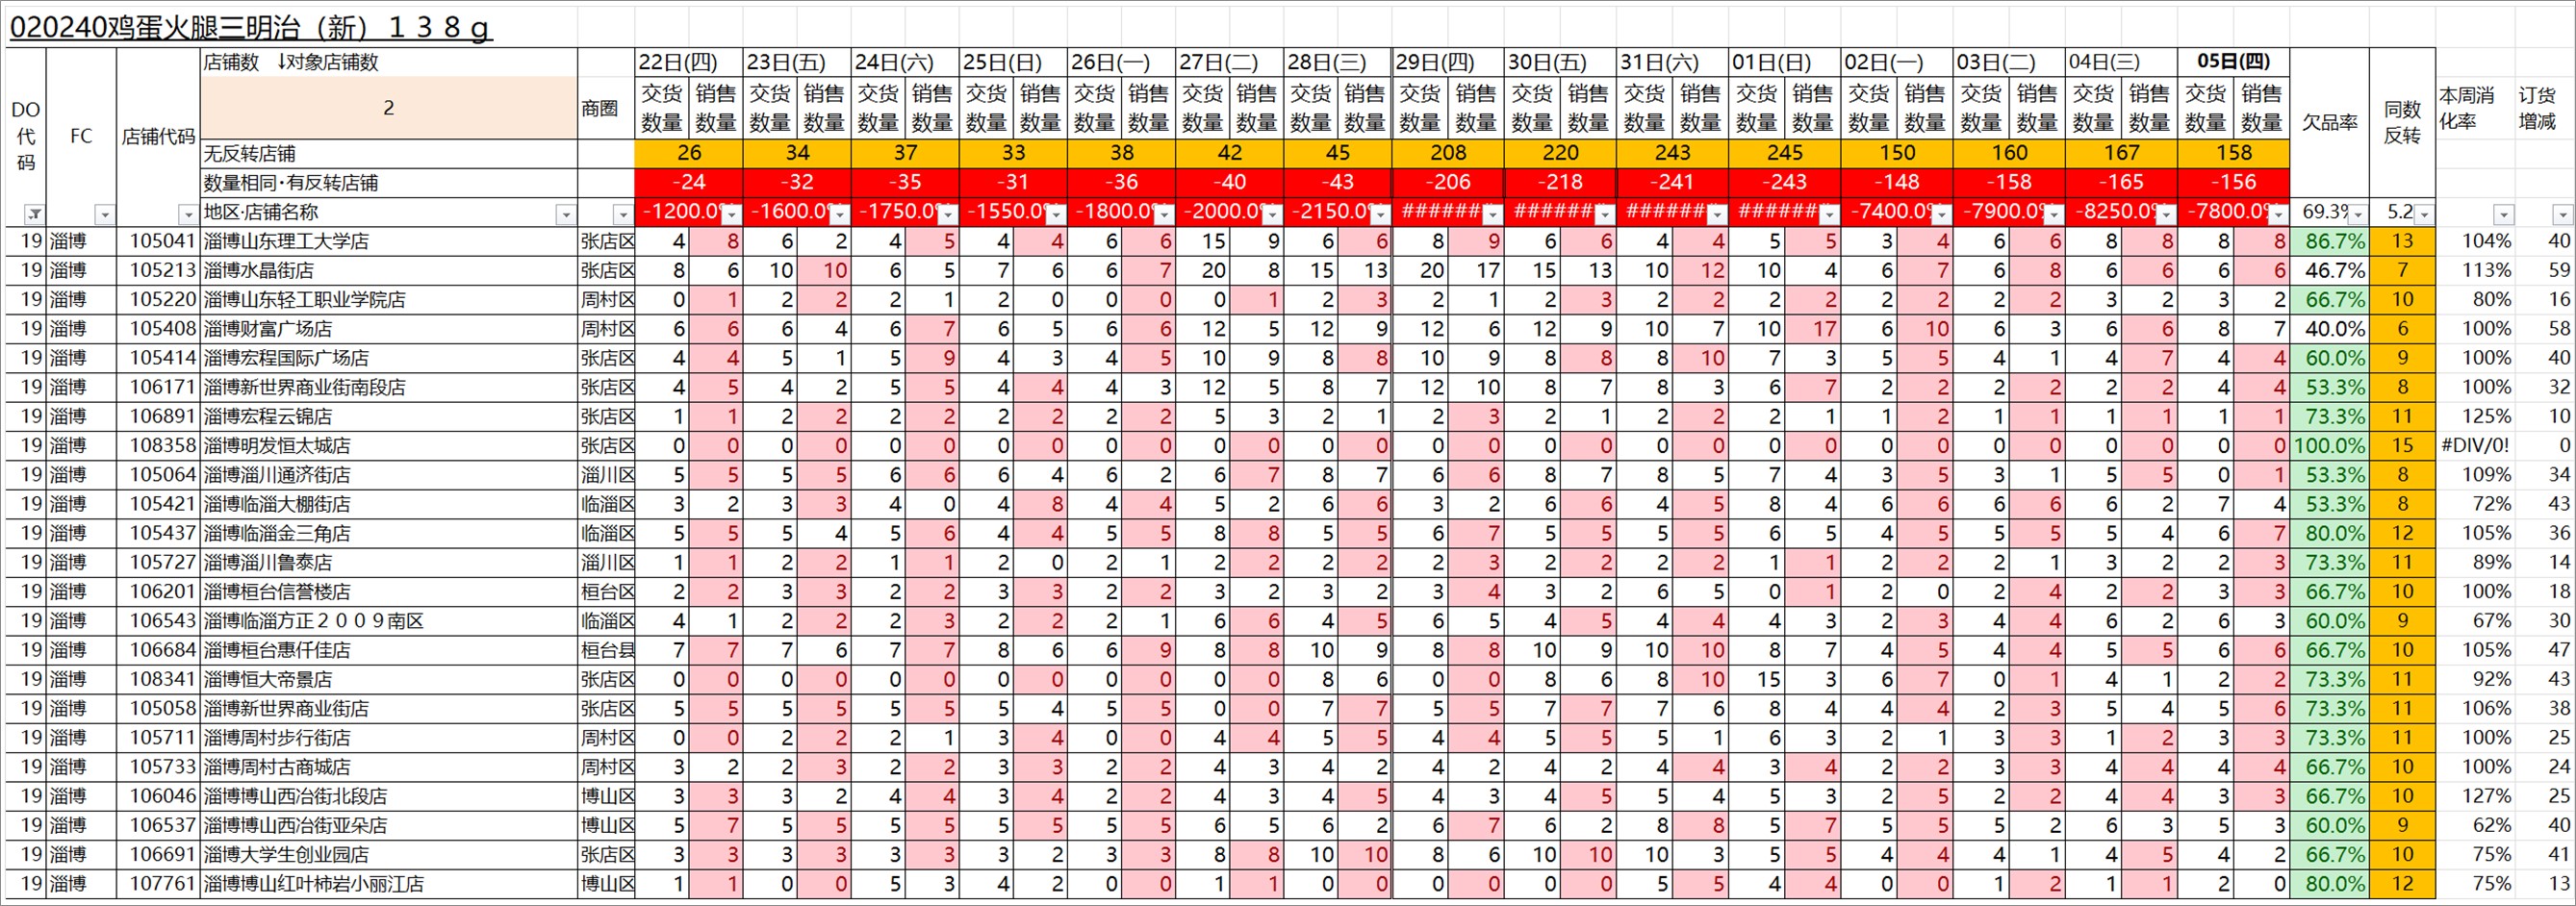 020240鸡蛋火腿三明治（新）１３８ｇ
DO代码 FC 店铺代码 店铺数 ↓对象店铺数 商圈 22日(四) 23日(五) 24日(六) 25日(日) 26日(一) 27日(二) 28日(三) 29日(四) 30日(五) 31日(六) 01日(日) 02日(一) 03日(二) 04日(三) 05日(四) 欠品率 同数反转 本周消化率 订货增减
2 交货数量 销售数量 交货数量 销售数量 交货数量 销售数量 交货数量 销售数量 交货数量 销售数量 交货数量 销售数量 交货数量 销售数量 交货数量 销售数量 交货数量 销售数量 交货数量 销售数量 交货数量 销售数量 交货数量 销售数量 交货数量 销售数量 交货数量 销售数量 交货数量 销售数量
无反转店铺 26 34 37 33 38 42 45 208 220 243 245 150 160 167 158
数量相同·有反转店铺 -24 -32 -35 -31 -36 -40 -43 -206 -218 -241 -243 -148 -158 -165 -156
地区·店铺名称 -1200.0% -1600.0% -1750.0% -1550.0% -1800.0% -2000.0% -2150.0% ####### ####### ####### ####### -7400.0% -7900.0% -8250.0% -7800.0% 69.3% 5.2
19 淄博 105041 淄博山东理工大学店 张店区 4 8 6 2 4 5 4 4 6 6 15 9 6 6 8 9 6 6 4 4 5 5 3 4 6 6 8 8 8 8 86.7% 13 104% 40
19 淄博 105213 淄博水晶街店 张店区 8 6 10 10 6 5 7 6 6 7 20 8 15 13 20 17 15 13 10 12 10 4 6 7 6 8 6 6 6 6 46.7% 7 113% 59
19 淄博 105220 淄博山东轻工职业学院店 周村区 0 1 2 2 2 1 2 0 0 0 0 1 2 3 2 1 2 3 2 2 2 2 2 2 2 2 3 2 3 2 66.7% 10 80% 16
19 淄博 105408 淄博财富广场店 周村区 6 6 6 4 6 7 6 5 6 6 12 5 12 9 12 6 12 9 10 7 10 17 6 10 6 3 6 6 8 7 40.0% 6 100% 58
19 淄博 105414 淄博宏程国际广场店 张店区 4 4 5 1 5 9 4 3 4 5 10 9 8 8 10 9 8 8 8 10 7 3 5 5 4 1 4 7 4 4 60.0% 9 100% 40
19 淄博 106171 淄博新世界商业街南段店 张店区 4 5 4 2 5 5 4 4 4 3 12 5 8 7 12 10 8 7 8 3 6 7 2 2 2 2 2 2 4 4 53.3% 8 100% 32
19 淄博 106891 淄博宏程云锦店 张店区 1 1 2 2 2 2 2 2 2 2 5 3 2 1 2 3 2 1 2 2 2 1 1 2 1 1 1 1 1 1 73.3% 11 125% 10
19 淄博 108358 淄博明发恒太城店 张店区 0 0 0 0 0 0 0 0 0 0 0 0 0 0 0 0 0 0 0 0 0 0 0 0 0 0 0 0 0 0 100.0% 15 #DIV/0! 0
19 淄博 105064 淄博淄川通济街店 淄川区 5 5 5 5 6 6 6 4 6 2 6 7 8 7 6 6 8 7 8 5 7 4 3 5 3 1 5 5 0 1 53.3% 8 109% 34
19 淄博 105421 淄博临淄大棚街店 临淄区 3 2 3 3 4 0 4 8 4 4 5 2 6 6 3 2 6 6 4 5 8 4 6 6 6 6 6 2 7 4 53.3% 8 72% 43
19 淄博 105437 淄博临淄金三角店 临淄区 5 5 5 4 5 6 4 4 5 5 8 8 5 5 6 7 5 5 5 5 6 5 4 5 5 5 5 4 6 7 80.0% 12 105% 36
19 淄博 105727 淄博淄川鲁泰店 淄川区 1 1 2 2 1 1 2 0 2 1 2 2 2 2 2 3 2 2 2 2 1 1 2 2 2 1 3 2 2 3 73.3% 11 89% 14
19 淄博 106201 淄博桓台信誉楼店 桓台区 2 2 3 3 2 2 3 3 2 2 3 2 3 2 3 4 3 2 6 5 0 1 2 0 2 4 2 2 3 3 66.7% 10 100% 18
19 淄博 106543 淄博临淄方正２００９南区 临淄区 4 1 2 2 2 3 2 2 2 1 6 6 4 5 6 5 4 5 4 4 4 3 2 3 4 4 6 2 6 3 60.0% 9 67% 30
19 淄博 106684 淄博桓台惠仟佳店 桓台县 7 7 7 6 7 7 8 6 6 9 8 8 10 9 8 8 10 9 10 10 8 7 4 5 4 4 5 5 6 6 66.7% 10 105% 47
19 淄博 108341 淄博恒大帝景店 张店区 0 0 0 0 0 0 0 0 0 0 0 0 8 6 0 0 8 6 8 10 15 3 6 7 0 1 4 1 2 2 73.3% 11 92% 43
19 淄博 105058 淄博新世界商业街店 张店区 5 5 5 5 5 5 5 4 5 5 0 0 7 7 5 5 7 7 7 6 8 4 4 4 2 3 5 4 5 6 73.3% 11 106% 38
19 淄博 105711 淄博周村步行街店 周村区 0 0 2 2 2 1 3 4 0 0 4 4 5 5 4 4 5 5 5 1 6 3 2 1 3 3 1 2 3 3 73.3% 11 100% 25
19 淄博 105733 淄博周村古商城店 周村区 3 2 2 3 2 2 3 3 2 2 4 3 4 2 4 2 4 2 4 4 3 4 2 2 3 3 4 4 4 4 66.7% 10 100% 24
19 淄博 106046 淄博博山西冶街北段店 博山区 3 3 3 2 4 4 3 4 2 2 4 3 4 5 4 3 4 5 5 4 5 3 2 5 2 2 4 4 3 3 66.7% 10 127% 25
19 淄博 106537 淄博博山西冶街亚朵店 博山区 5 7 5 5 5 5 5 5 5 5 6 5 6 2 6 7 6 2 8 8 5 7 5 5 5 2 6 3 5 3 60.0% 9 62% 40
19 淄博 106691 淄博大学生创业园店 张店区 3 3 3 3 3 3 3 2 3 3 8 8 10 10 8 6 10 10 10 3 5 5 4 4 4 1 4 5 4 2 66.7% 10 75% 41
19 淄博 107761 淄博博山红叶柿岩小丽江店 博山区 1 1 0 0 5 3 4 2 0 0 1 1 0 0 0 0 0 0 5 5 4 4 0 0 1 2 1 1 2 0 80.0% 12 75% 13